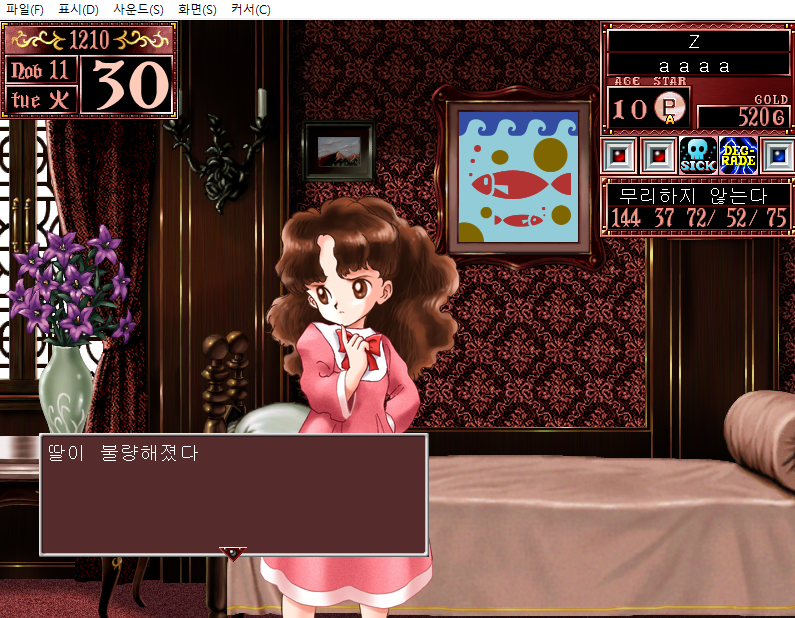 파일(F) 표시(D) 사운드(S) 화면(S) 커서(C)
1210
Nob 11
tue 火
30
Z
a a a a
AGE STAR
10 P A
GOLD
520 G
SICK
DEG-
RADE
무리하지 않는다
144 37 72/ 52/ 75
딸이 불량해졌다